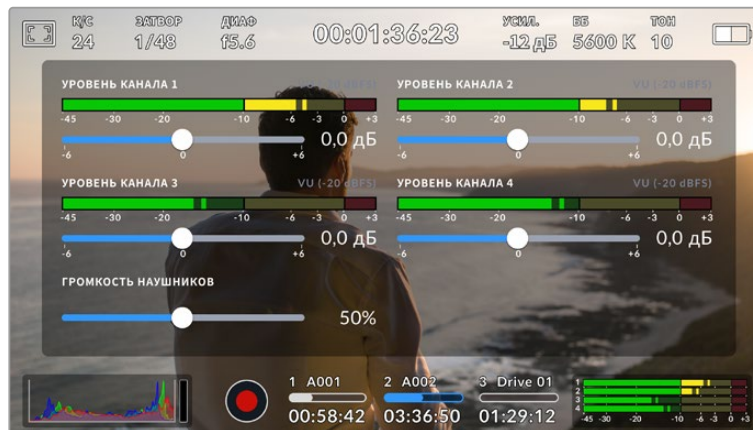 К/С ЗАТВОР ДИАФ УСИЛ. ББ ТОН
24 1/48 f5.6 00:01:36:23 -12 дБ 5600 K 10
УРОВЕНЬ КАНАЛА 1 VU (-20 dBFS) УРОВЕНЬ КАНАЛА 2 VU (-20 dBFS)
-45 -30 -20 -10 -6 -3 0 +3 -45 -30 -20 -10 -6 -3 0 +3
0,0 дБ 0,0 дБ
-6 0 +6 -6 0 +6
УРОВЕНЬ КАНАЛА 3 VU (-20 dBFS) УРОВЕНЬ КАНАЛА 4 VU (-20 dBFS)
-45 -30 -20 -10 -6 -3 0 +3 -45 -30 -20 -10 -6 -3 0 +3
0,0 дБ 0,0 дБ
-6 0 +6 -6 0 +6
ГРОМКОСТЬ НАУШНИКОВ
50%
1 A001 2 A002 3 Drive 01
00:58:42 03:36:50 01:29:12
1
2
3
4
-45 -30 -20 -10 -6 -3 0 +3